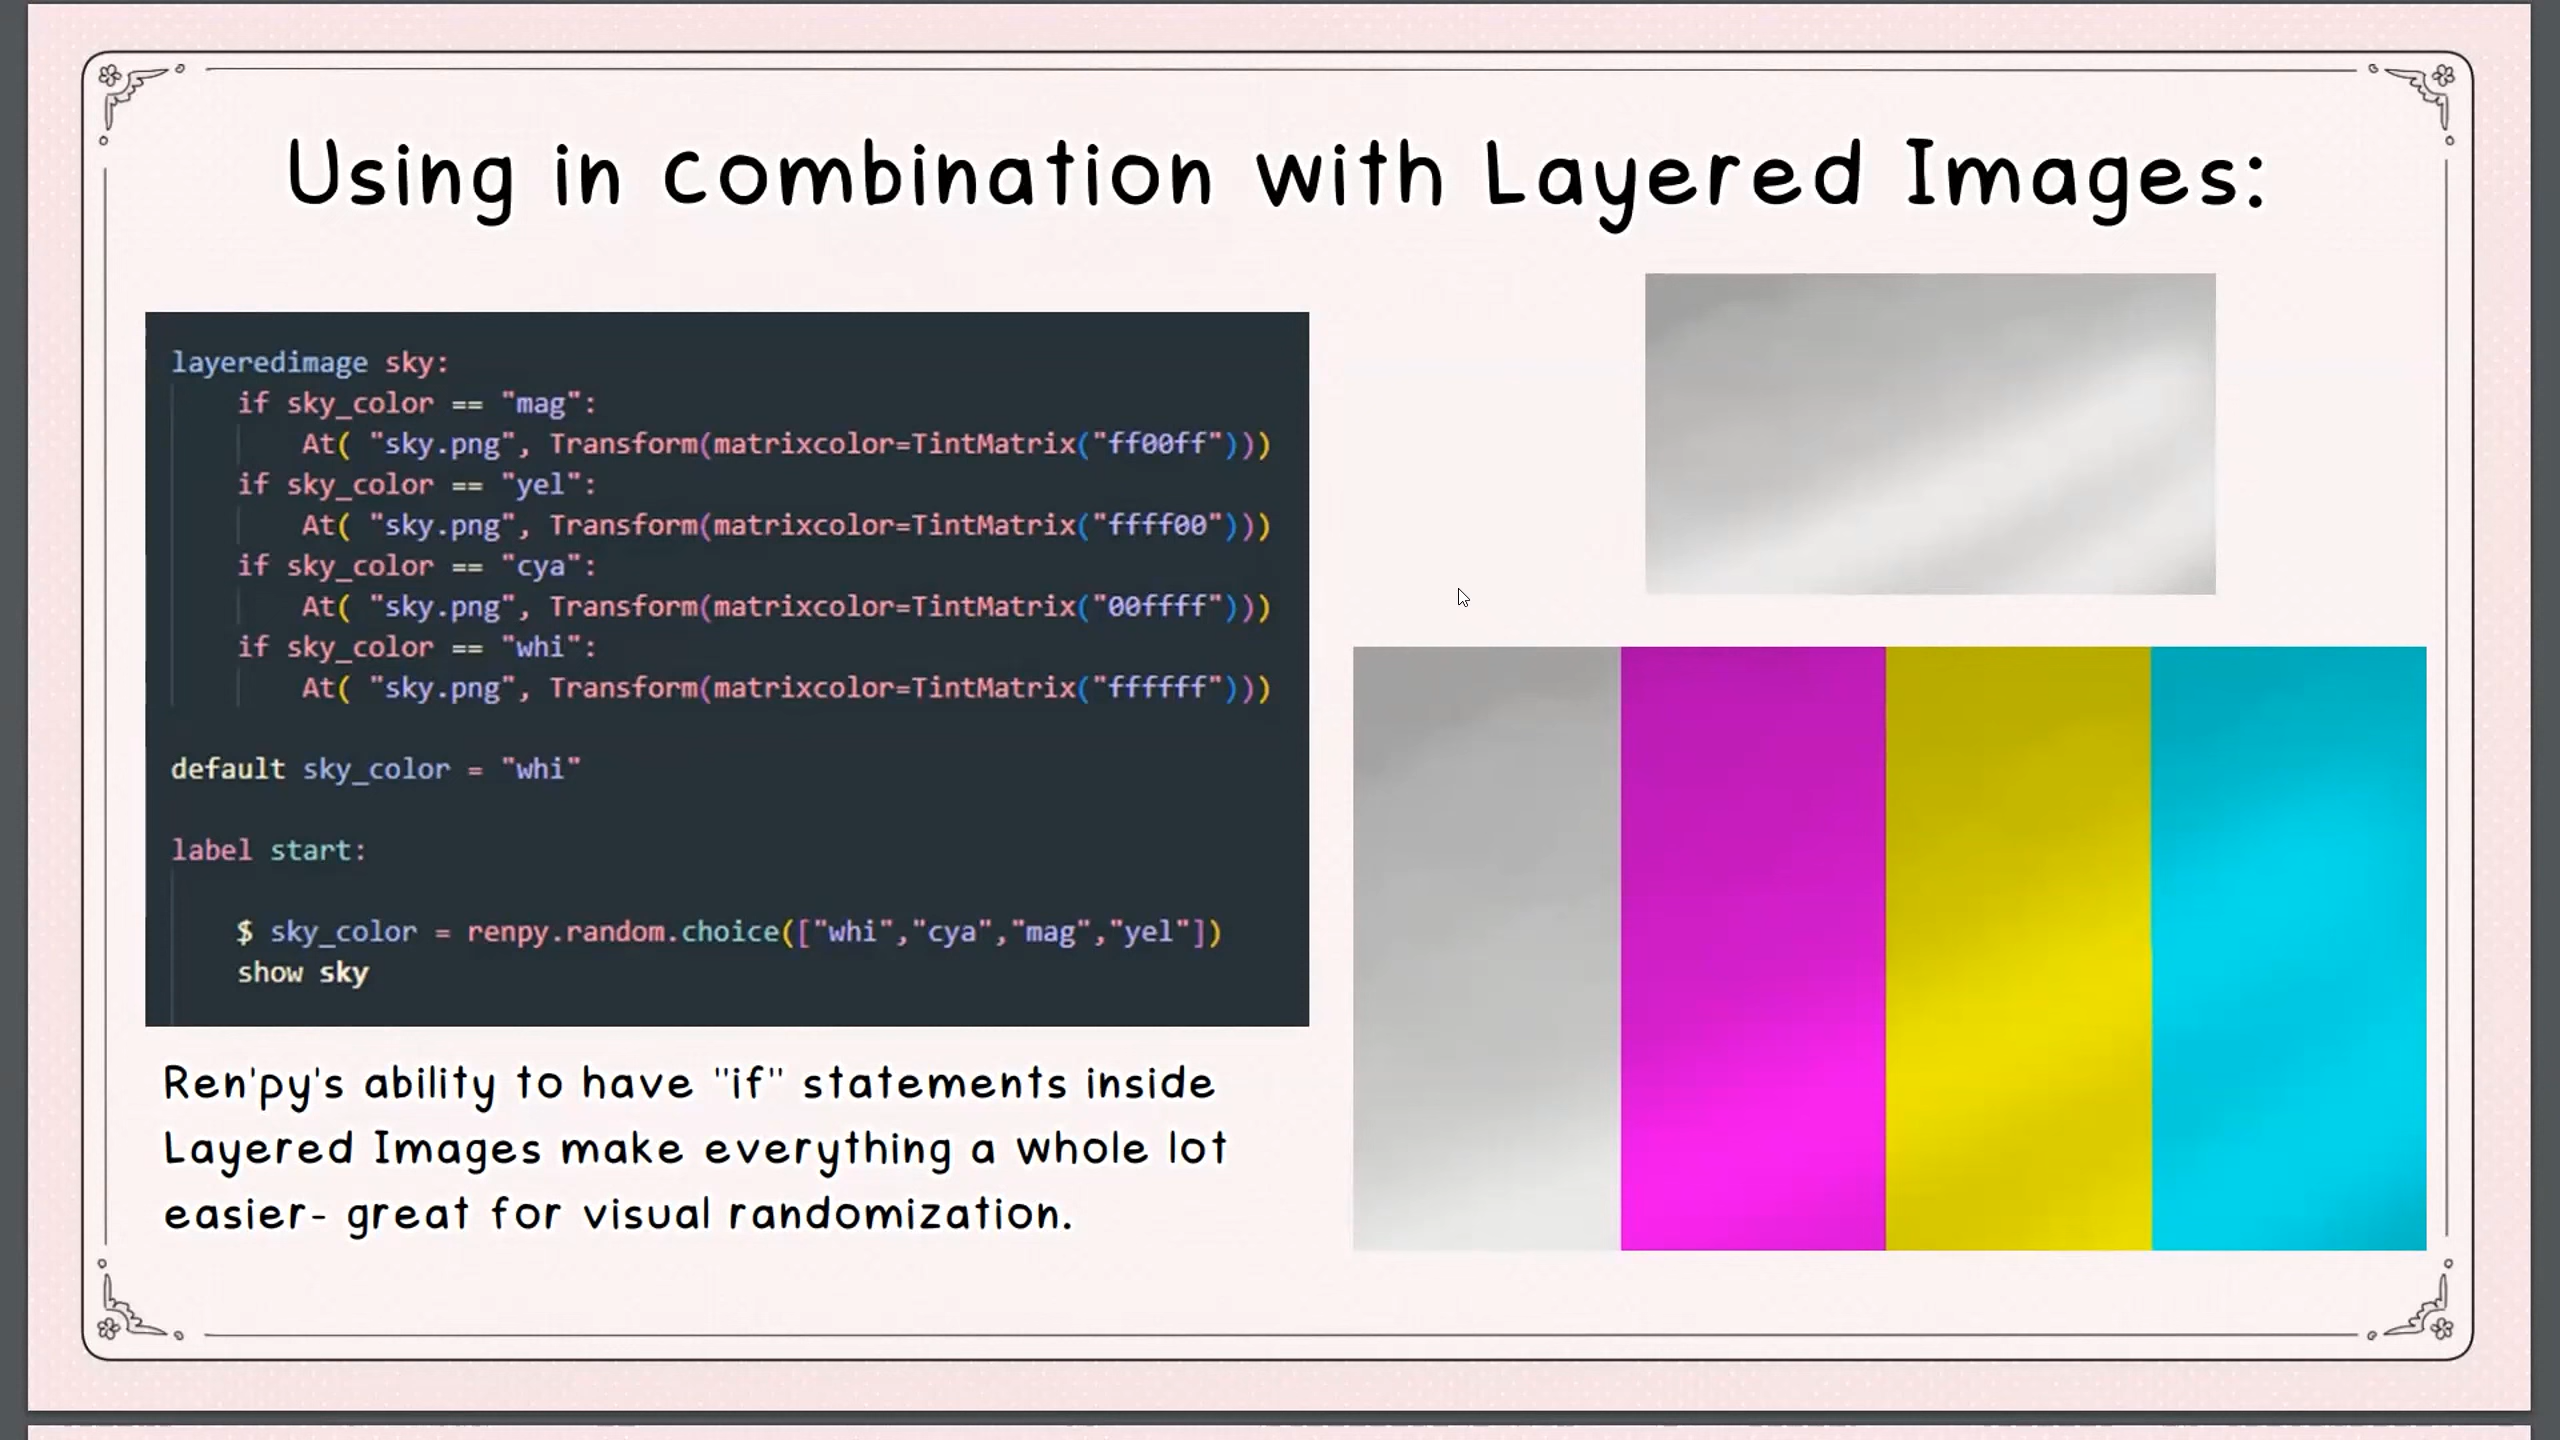 Using in combination with Layered Images:
layeredimage sky:
if sky_color == "mag":
At( "sky.png", Transform(matrixcolor=TintMatrix("ff00ff")))
if sky_color == "yel":
At( "sky.png", Transform(matrixcolor=TintMatrix("ffff00")))
if sky_color == "cya":
At( "sky.png", Transform(matrixcolor=TintMatrix("00ffff")))
if sky_color == "whi":
At( "sky.png", Transform(matrixcolor=TintMatrix("ffffff")))
default sky_color = "whi"
label start:
$ sky_color = renpy.random.choice(["whi","cya","mag","yel"])
show sky
Ren'py's ability to have "if" statements inside
Layered Images make everything a whole lot
easier- great for visual randomization.